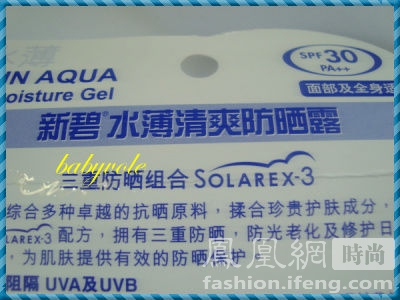 水薄
SPF 30
PA++
N AQUA
oisture Gel
面部及全身
新碧®水薄清爽防晒露
babyvole
三重防晒组合 SOLAREX-3
综合多种卓越的抗晒原料，揉合珍贵护肤成分，
LAREX-3 配方，拥有三重防晒，防光老化及修护日
，为肌肤提供有效的防晒保护。
阻隔 UVA及UVB
凤凰網 時尚
fashion.ifeng.com